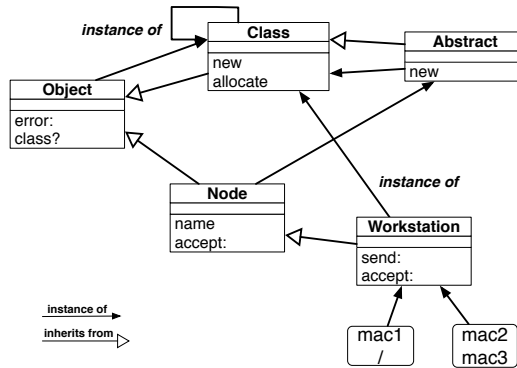 instance of
Class
new
allocate
Abstract
new
Object
error:
class?
instance of
Node
name
accept:
Workstation
send:
accept:
instance of
inherits from
mac1
/
mac2
mac3